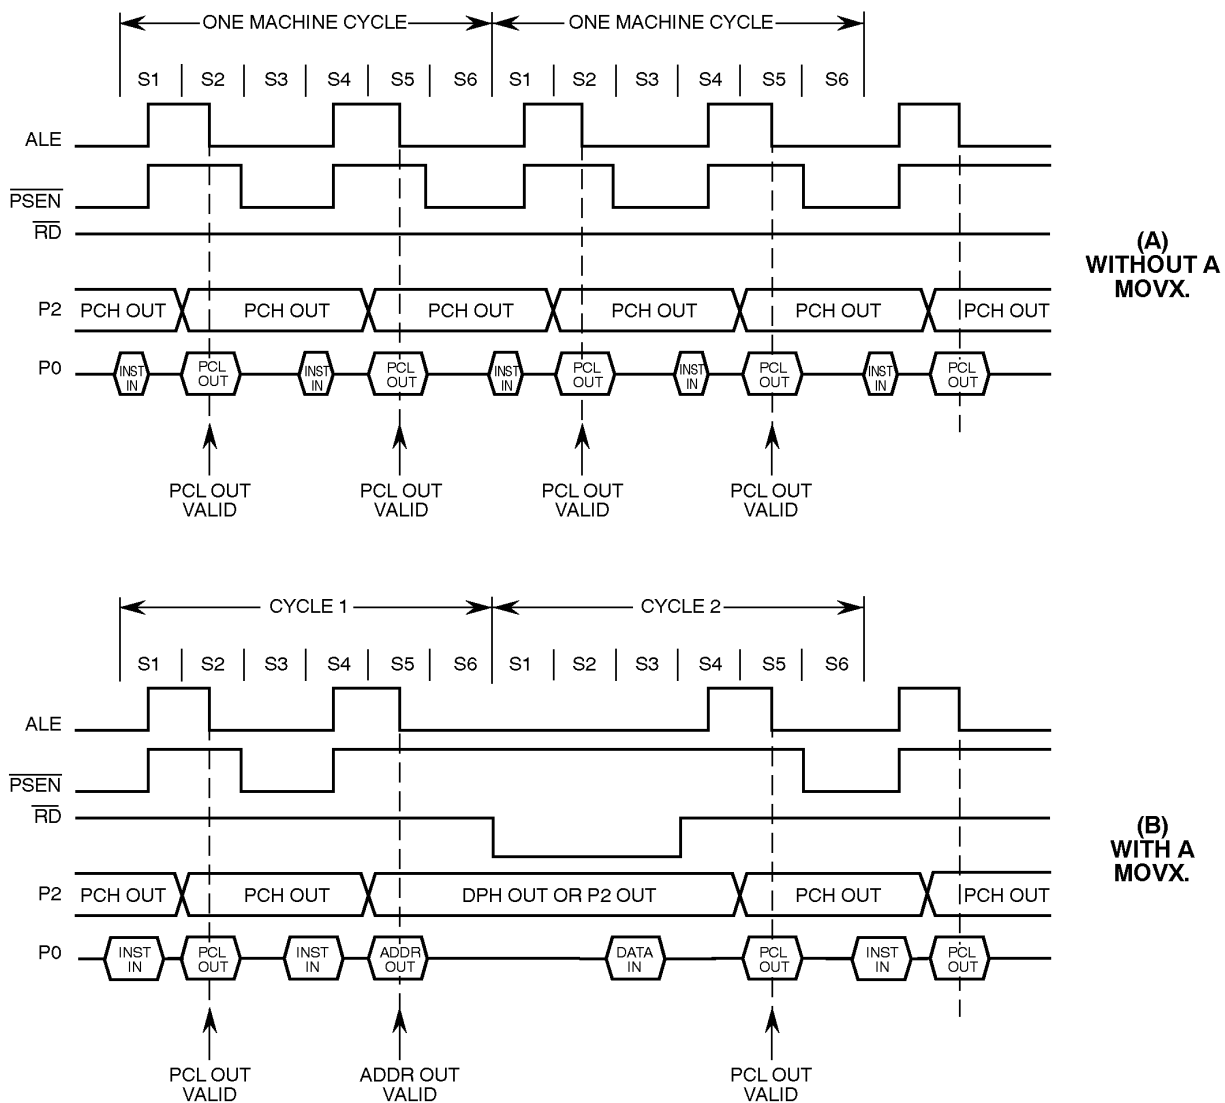 ONE MACHINE CYCLE ONE MACHINE CYCLE
S1 S2 S3 S4 S5 S6 S1 S2 S3 S4 S5 S6
ALE
PSEN
RD
(A)
WITHOUT A
MOVX.
P2 PCH OUT PCH OUT PCH OUT PCH OUT PCH OUT PCH OUT
P0 INST IN PCL OUT INST IN PCL OUT INST IN PCL OUT INST IN PCL OUT INST IN PCL OUT
PCL OUT VALID PCL OUT VALID PCL OUT VALID PCL OUT VALID
CYCLE 1 CYCLE 2
S1 S2 S3 S4 S5 S6 S1 S2 S3 S4 S5 S6
ALE
PSEN
RD
(B)
WITH A
MOVX.
P2 PCH OUT PCH OUT DPH OUT OR P2 OUT PCH OUT PCH OUT
P0 INST IN PCL OUT INST IN ADDR OUT DATA IN PCL OUT INST IN PCL OUT
PCL OUT VALID ADDR OUT VALID PCL OUT VALID